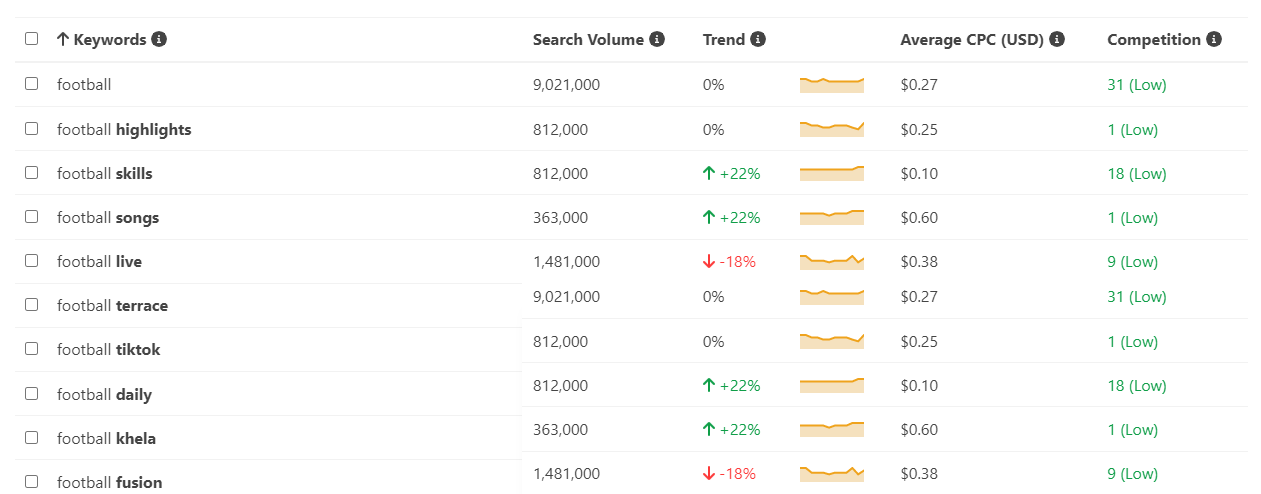 Keywords Search Volume Trend Average CPC (USD) Competition
football 9,021,000 0% $0.27 31 (Low)
football highlights 812,000 0% $0.25 1 (Low)
football skills 812,000 +22% $0.10 18 (Low)
football songs 363,000 +22% $0.60 1 (Low)
football live 1,481,000 -18% $0.38 9 (Low)
football terrace 9,021,000 0% $0.27 31 (Low)
football tiktok 812,000 0% $0.25 1 (Low)
football daily 812,000 +22% $0.10 18 (Low)
football khela 363,000 +22% $0.60 1 (Low)
football fusion 1,481,000 -18% $0.38 9 (Low)